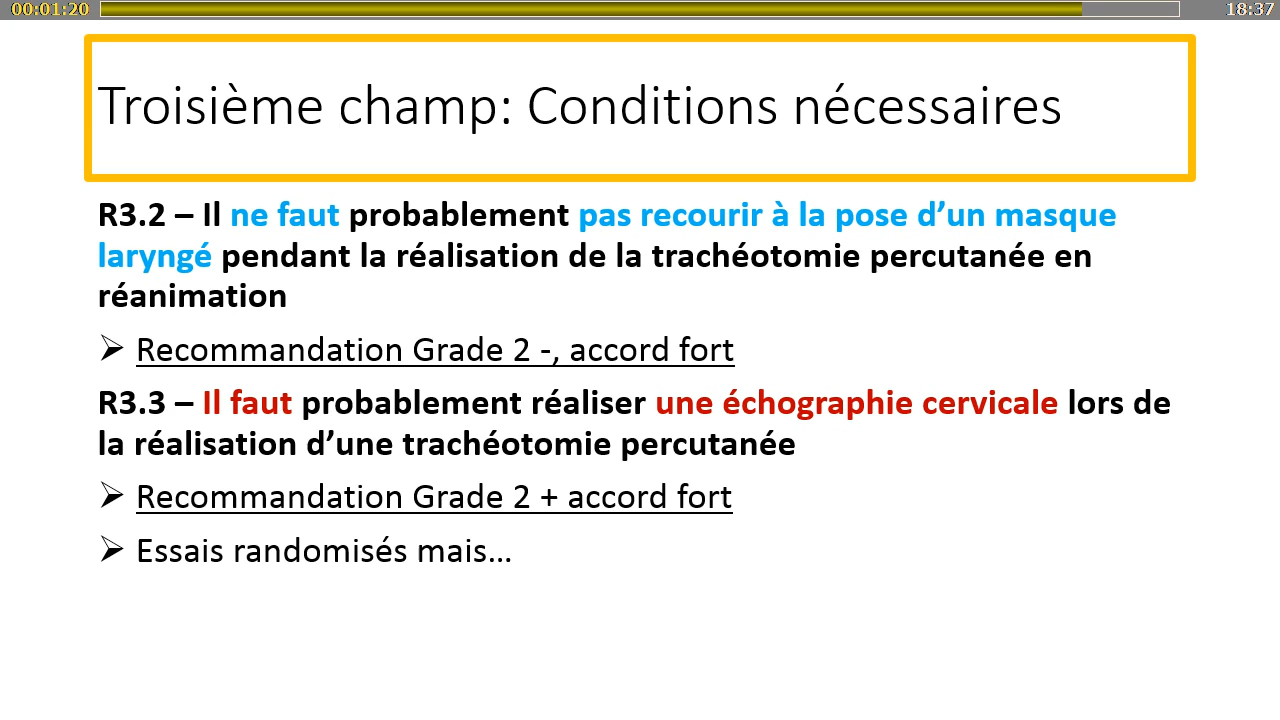 00:01:20 18:37
Troisième champ: Conditions nécessaires
R3.2 – Il ne faut probablement pas recourir à la pose d’un masque
laryngé pendant la réalisation de la trachéotomie percutanée en
réanimation
➢ Recommandation Grade 2 -, accord fort
R3.3 – Il faut probablement réaliser une échographie cervicale lors de
la réalisation d’une trachéotomie percutanée
➢ Recommandation Grade 2 + accord fort
➢ Essais randomisés mais…